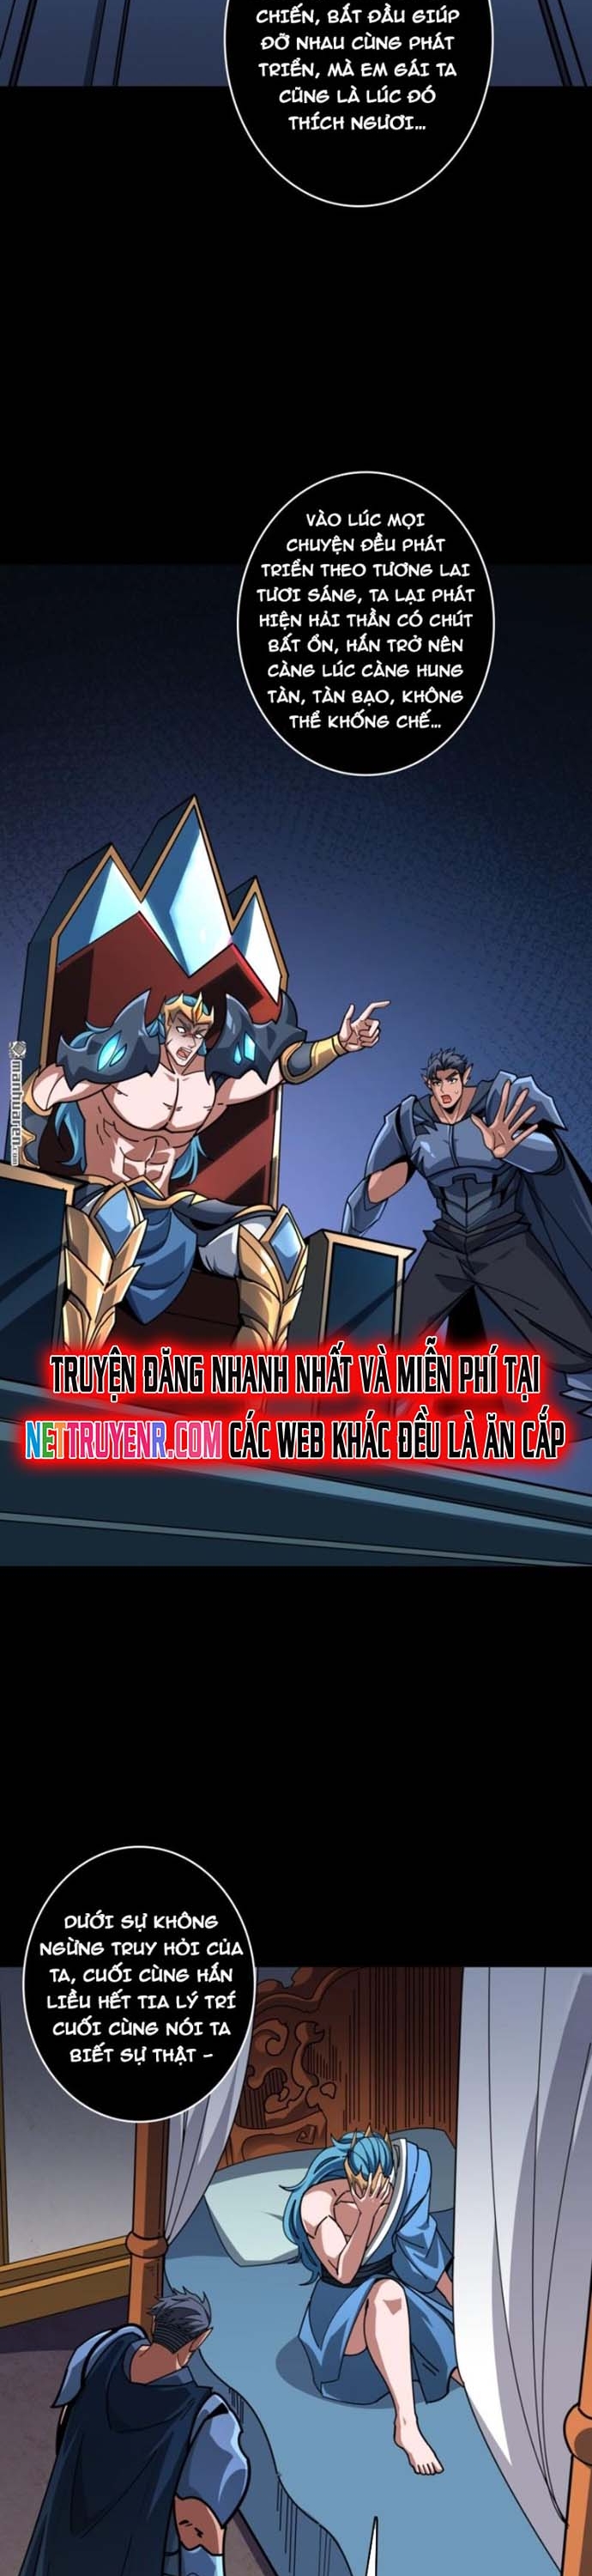 CHIẾN, BẮT ĐẦU GIÚP
ĐỠ NHAU CÙNG PHÁT
TRIỂN, MÀ EM GÁI TA
CŨNG LÀ LÚC ĐÓ
THÍCH NGƯƠI...
VÀO LÚC MỌI
CHUYỆN ĐỀU PHÁT
TRIỂN THEO TƯƠNG LAI
TƯƠI SÁNG, TA LẠI PHÁT
HIỆN HẢI THẦN CÓ CHÚT
BẤT ỔN, HẮN TRỞ NÊN
CÀNG LÚC CÀNG HUNG
TÀN, TÀN BẠO, KHÔNG
THỂ KHỐNG CHẾ...
manhuaren.com
TRUYỆN ĐĂNG NHANH NHẤT VÀ MIỄN PHÍ TẠI
NETTRUYENR.COM CÁC WEB KHÁC ĐỀU LÀ ĂN CẮP
DƯỚI SỰ KHÔNG
NGỪNG TRUY HỎI CỦA
TA, CUỐI CÙNG HẮN
LIỀU HẾT TIA LÝ TRÍ
CUỐI CÙNG NÓI TA
BIẾT SỰ THẬT -